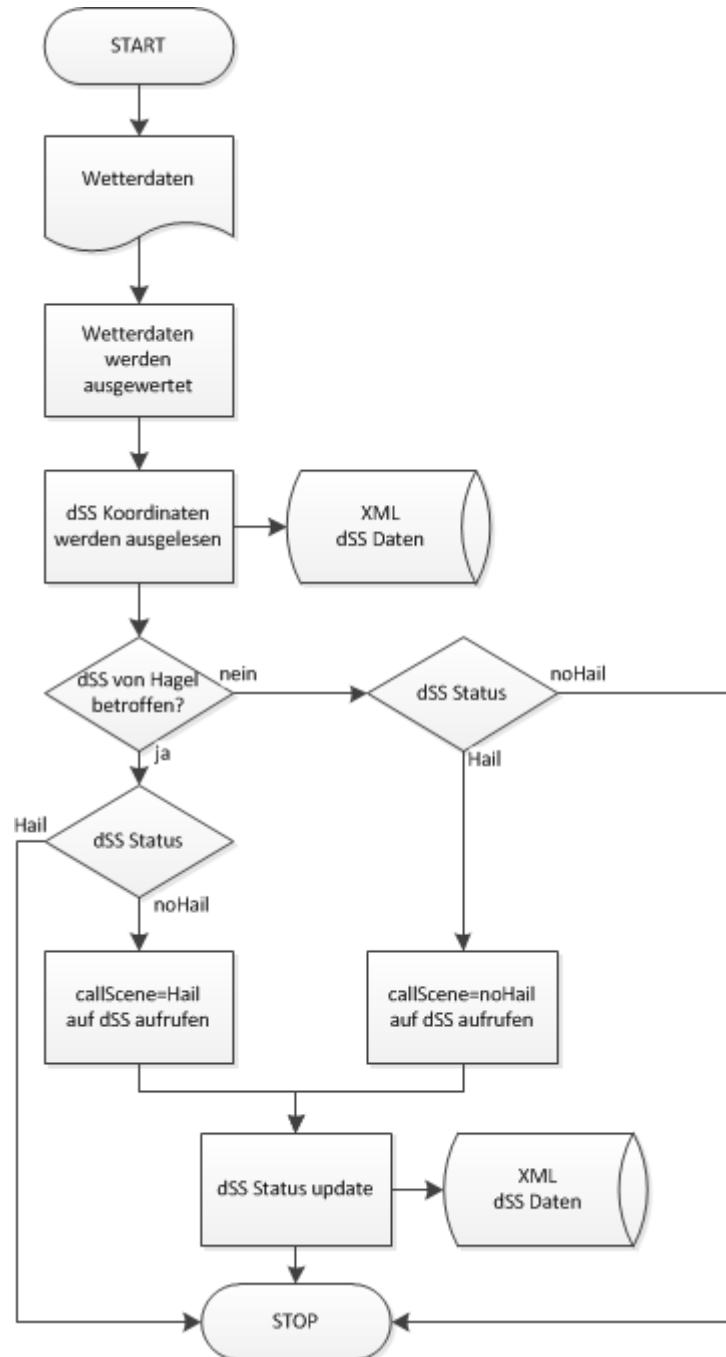 START
Wetterdaten
Wetterdaten
werden
ausgewertet
dSS Koordinaten
werden ausgelesen
XML
dSS Daten
dSS von Hagel
betroffen?
nein
dSS Status
noHail
ja
Hail
Hail
dSS Status
noHail
callScene=Hail
auf dSS aufrufen
callScene=noHail
auf dSS aufrufen
dSS Status update
XML
dSS Daten
STOP